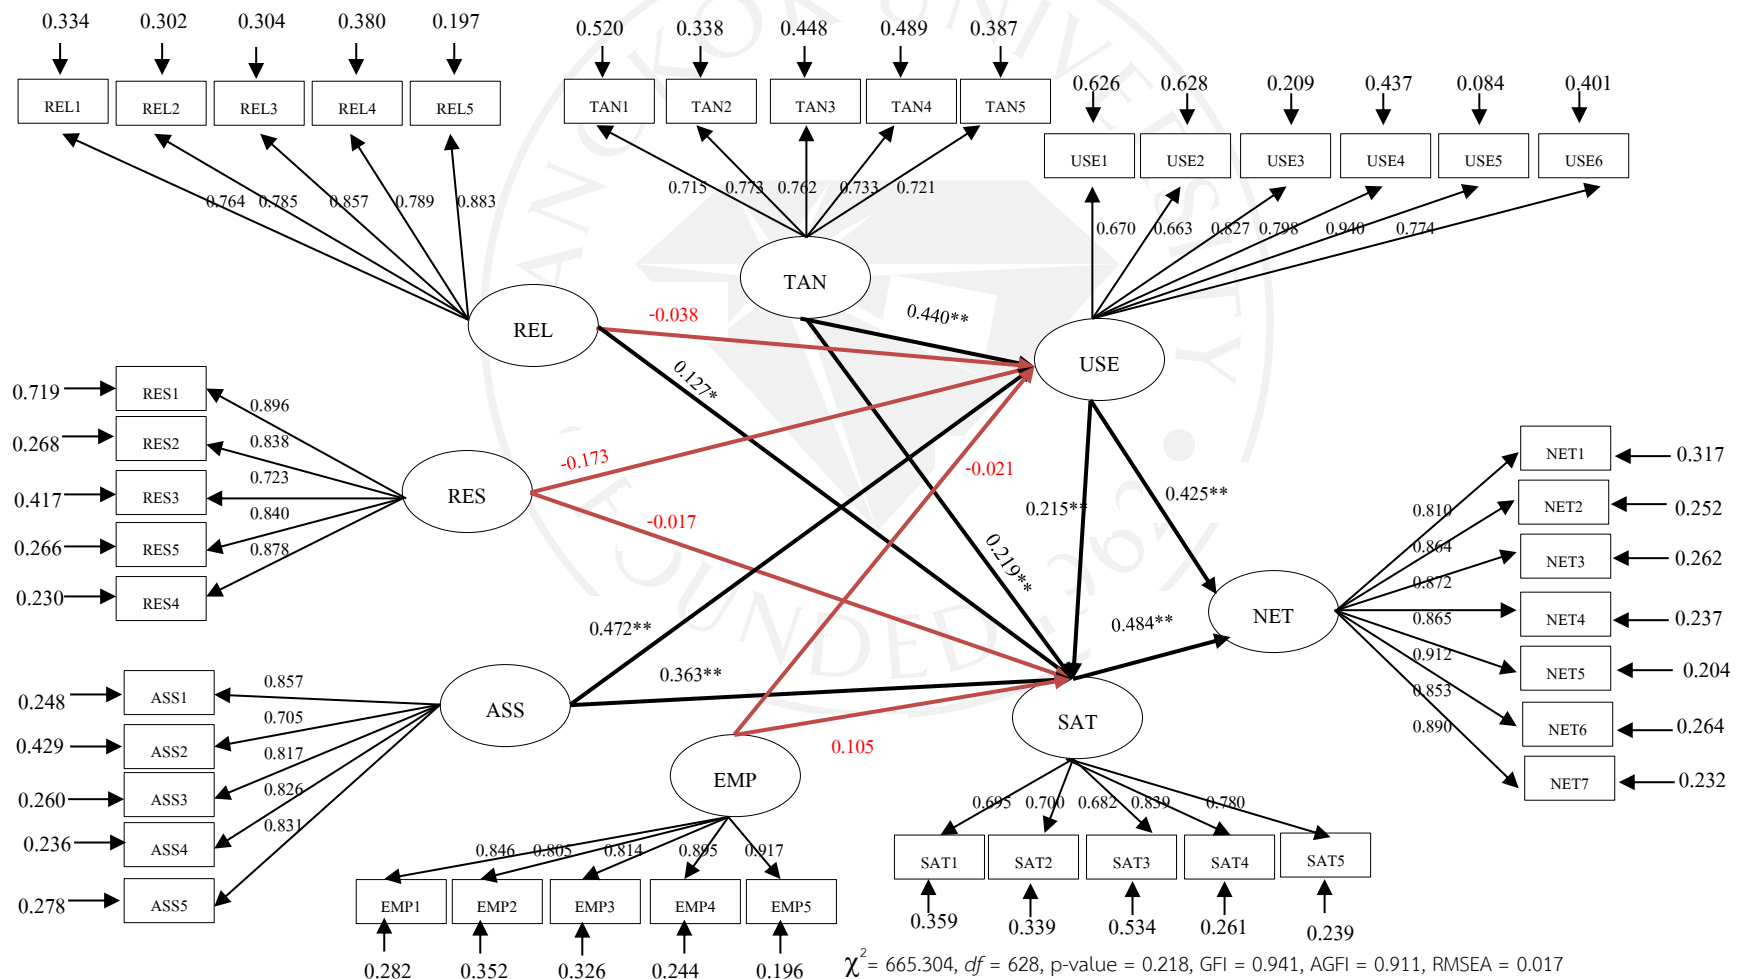 0.334 0.302 0.304 0.380 0.197
REL1 REL2 REL3 REL4 REL5
0.764 0.785 0.857 0.789 0.883
REL
0.520 0.338 0.448 0.489 0.387
TAN1 TAN2 TAN3 TAN4 TAN5
0.715 0.773 0.762 0.733 0.721
TAN
0.626 0.628 0.209 0.437 0.084 0.401
USE1 USE2 USE3 USE4 USE5 USE6
0.670 0.663 0.827 0.798 0.940 0.774
USE
-0.038
0.440**
0.127*
0.719 RES1 0.896
0.268 RES2 0.838
0.417 RES3 0.723
0.266 RES5 0.840
0.230 RES4 0.878
RES
-0.173
-0.017
-0.021
0.219**
0.215**
0.425**
0.472**
0.363**
0.484**
0.105
0.248 ASS1 0.857
0.429 ASS2 0.705
0.260 ASS3 0.817
0.236 ASS4 0.826
0.278 ASS5 0.831
ASS
EMP
0.846 0.805 0.814 0.895 0.917
EMP1 EMP2 EMP3 EMP4 EMP5
0.282 0.352 0.326 0.244 0.196
SAT
0.695 0.700 0.682 0.839 0.780
SAT1 SAT2 SAT3 SAT4 SAT5
0.359 0.339 0.534 0.261 0.239
NET
0.810 NET1 0.317
0.864 NET2 0.252
0.872 NET3 0.262
0.865 NET4 0.237
0.912 NET5 0.204
0.853 NET6 0.264
0.890 NET7 0.232
χ² = 665.304, df = 628, p-value = 0.218, GFI = 0.941, AGFI = 0.911, RMSEA = 0.017
ANGKOK UNIVERSITY
FOUNDED